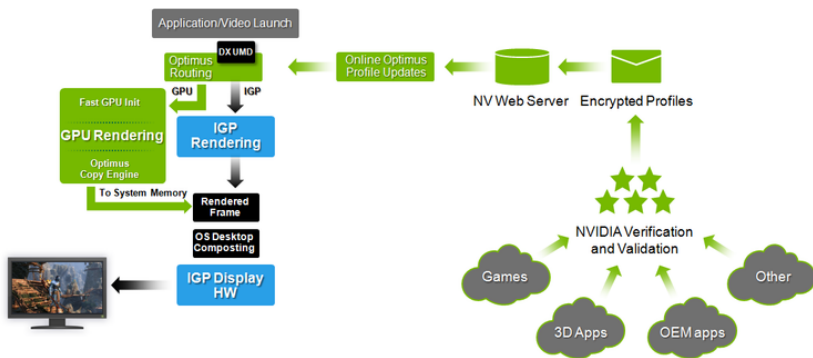 Application/Video Launch
DX UMD
Optimus
Routing
Online Optimus
Profile Updates
NV Web Server
Encrypted Profiles
GPU
IGP
Fast GPU Init
GPU Rendering
Optimus
Copy Engine
IGP
Rendering
To System Memory
Rendered
Frame
OS Desktop
Compositing
IGP Display
HW
NVIDIA Verification
and Validation
Games
3D Apps
OEM apps
Other